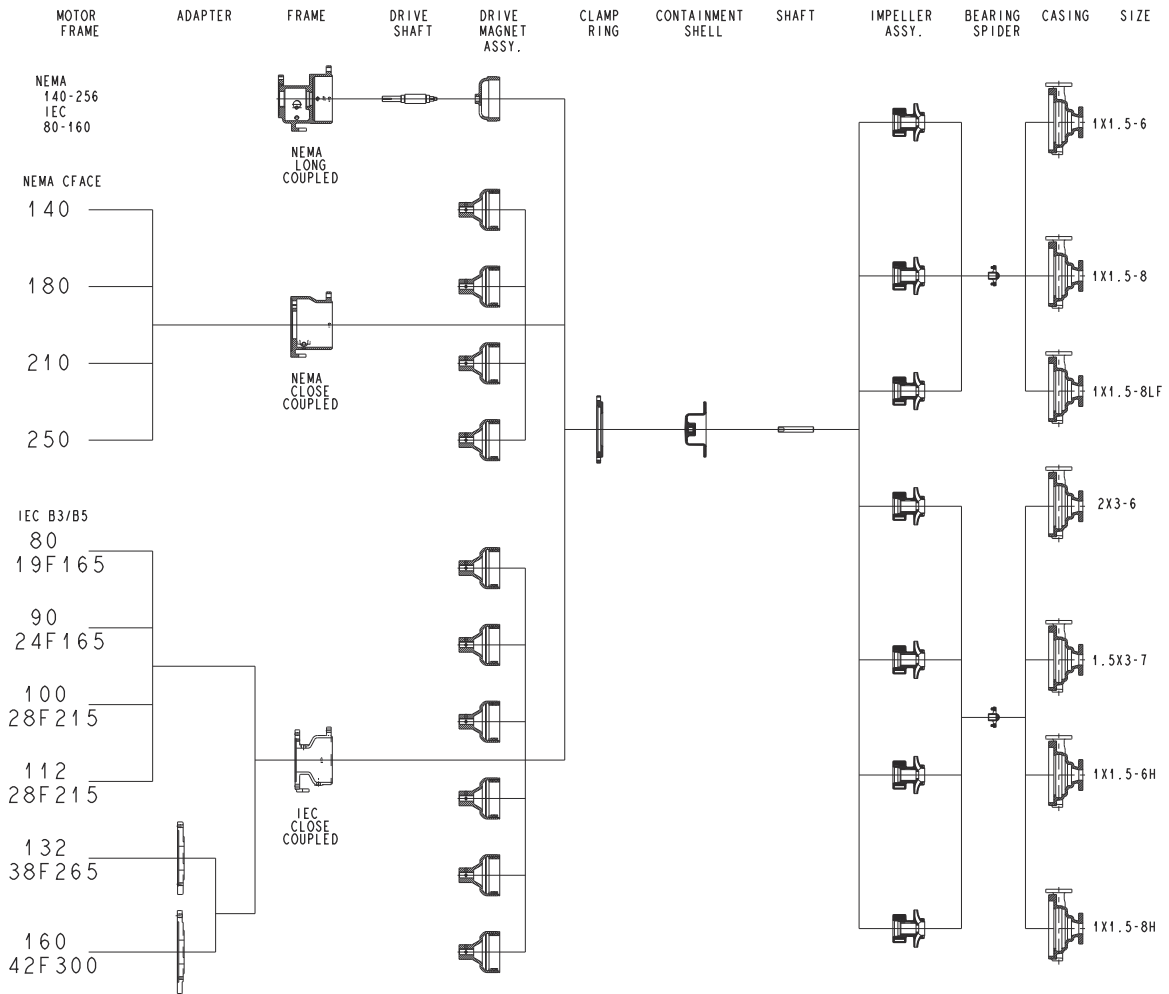 MOTOR
FRAME
ADAPTER
FRAME
DRIVE
SHAFT
DRIVE
MAGNET
ASSY.
CLAMP
RING
CONTAINMENT
SHELL
SHAFT
IMPELLER
ASSY.
BEARING
SPIDER
CASING
SIZE
NEMA
140-256
IEC
80-160
NEMA
LONG
COUPLED
1X1.5-6
NEMA CFACE
140
180
1X1.5-8
210
NEMA
CLOSE
COUPLED
1X1.5-8LF
250
2X3-6
IEC B3/B5
80
19F165
90
24F165
1.5X3-7
100
28F215
112
28F215
1X1.5-6H
IEC
CLOSE
COUPLED
132
38F265
1X1.5-8H
160
42F300